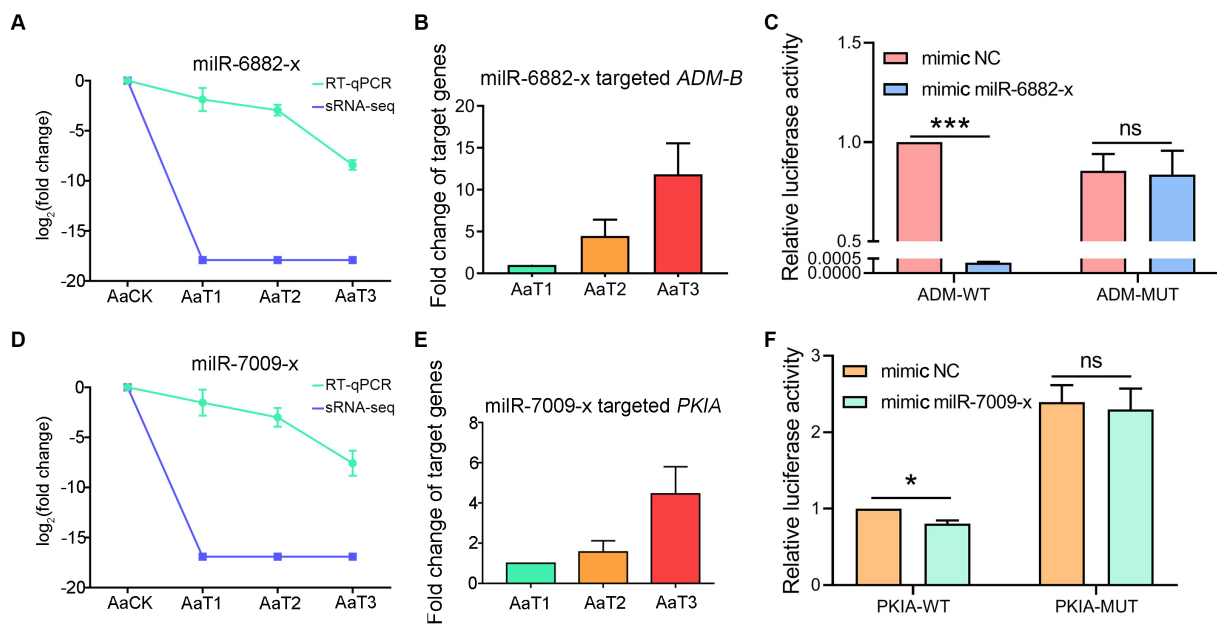 A
milR-6882-x
RT-qPCR
sRNA-seq
log2(fold change)
0
-5
-10
-15
-20
AaCK AaT1 AaT2 AaT3
B
milR-6882-x targeted ADM-B
Fold change of target genes
20
15
10
5
0
AaT1 AaT2 AaT3
C
mimic NC
mimic milR-6882-x
Relative luciferase activity
1.5
1.0
0.5
0.0005
0.0000
***
ns
ADM-WT ADM-MUT
D
milR-7009-x
RT-qPCR
sRNA-seq
log2(fold change)
0
-5
-10
-15
-20
AaCK AaT1 AaT2 AaT3
E
milR-7009-x targeted PKIA
Fold change of target genes
8
6
4
2
0
AaT1 AaT2 AaT3
F
mimic NC
mimic milR-7009-x
Relative luciferase activity
3
2
1
0
*
ns
PKIA-WT PKIA-MUT